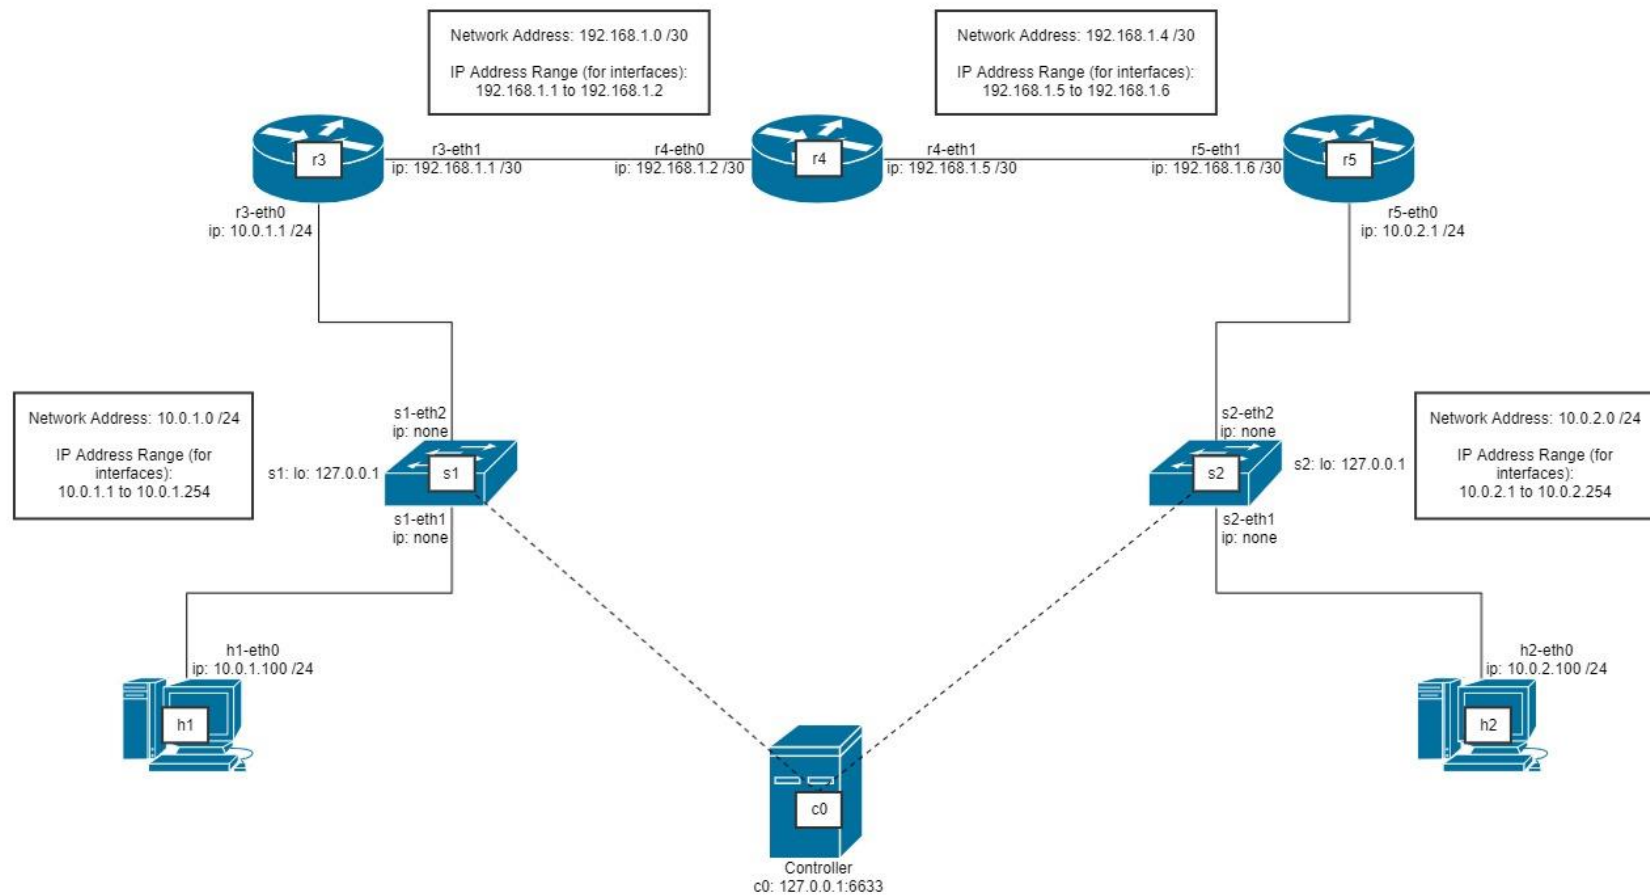 Network Address: 192.168.1.0 /30
IP Address Range (for interfaces):
192.168.1.1 to 192.168.1.2
Network Address: 192.168.1.4 /30
IP Address Range (for interfaces):
192.168.1.5 to 192.168.1.6
r3
r3-eth1
ip: 192.168.1.1 /30
r4-eth0
ip: 192.168.1.2 /30
r4
r4-eth1
ip: 192.168.1.5 /30
r5-eth1
ip: 192.168.1.6 /30
r5
r3-eth0
ip: 10.0.1.1 /24
r5-eth0
ip: 10.0.2.1 /24
Network Address: 10.0.1.0 /24
IP Address Range (for
interfaces):
10.0.1.1 to 10.0.1.254
s1-eth2
ip: none
s1: lo: 127.0.0.1
s1
s1-eth1
ip: none
s2-eth2
ip: none
s2
s2: lo: 127.0.0.1
s2-eth1
ip: none
Network Address: 10.0.2.0 /24
IP Address Range (for
interfaces):
10.0.2.1 to 10.0.2.254
h1-eth0
ip: 10.0.1.100 /24
h1
h2-eth0
ip: 10.0.2.100 /24
h2
c0
Controller
c0: 127.0.0.1:6633